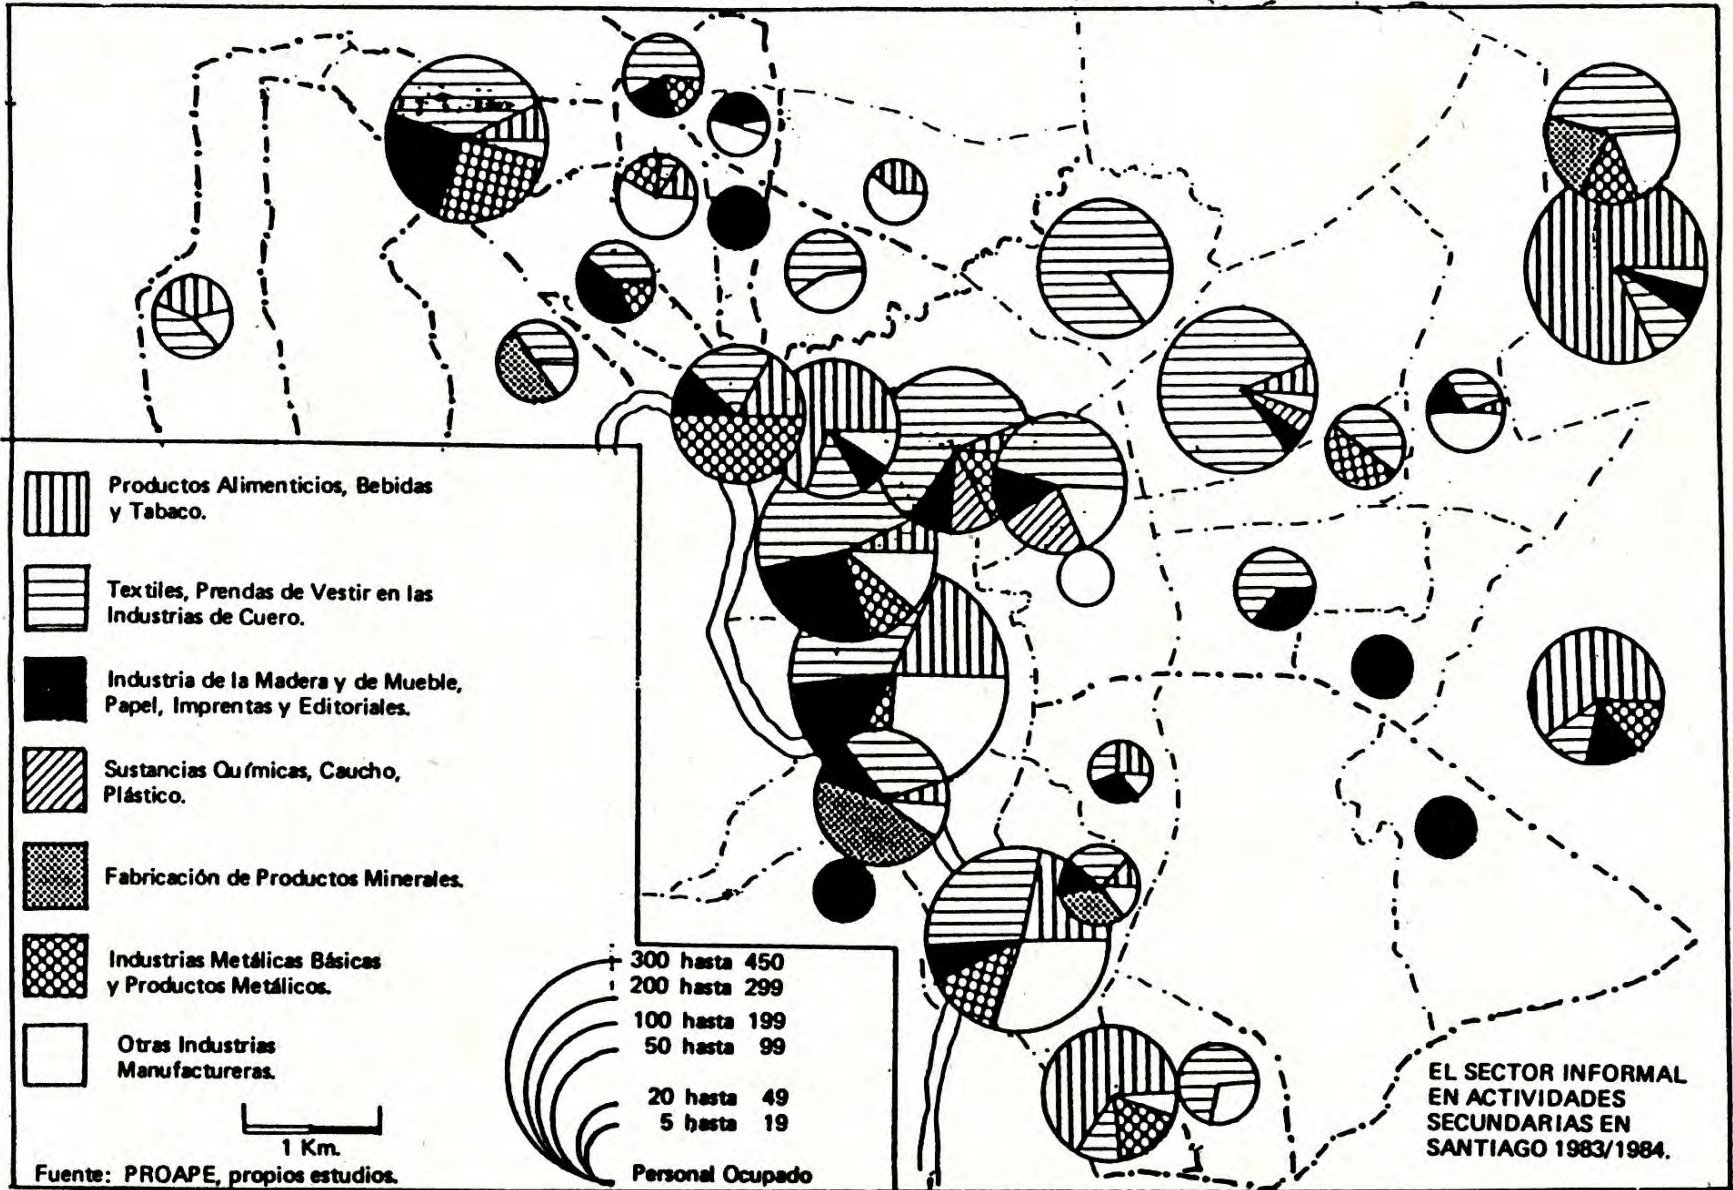 Productos Alimenticios, Bebidas
y Tabaco.
Textiles, Prendas de Vestir en las
Industrias de Cuero.
Industria de la Madera y de Mueble,
Papel, Imprentas y Editoriales.
Sustancias Químicas, Caucho,
Plástico.
Fabricación de Productos Minerales.
Industrias Metálicas Básicas
y Productos Metálicos.
Otras Industrias
Manufactureras.
1 Km.
Fuente: PROAPE, propios estudios.
300 hasta 450
200 hasta 299
100 hasta 199
50 hasta 99
20 hasta 49
5 hasta 19
Personal Ocupado
EL SECTOR INFORMAL
EN ACTIVIDADES
SECUNDARIAS EN
SANTIAGO 1983/1984.